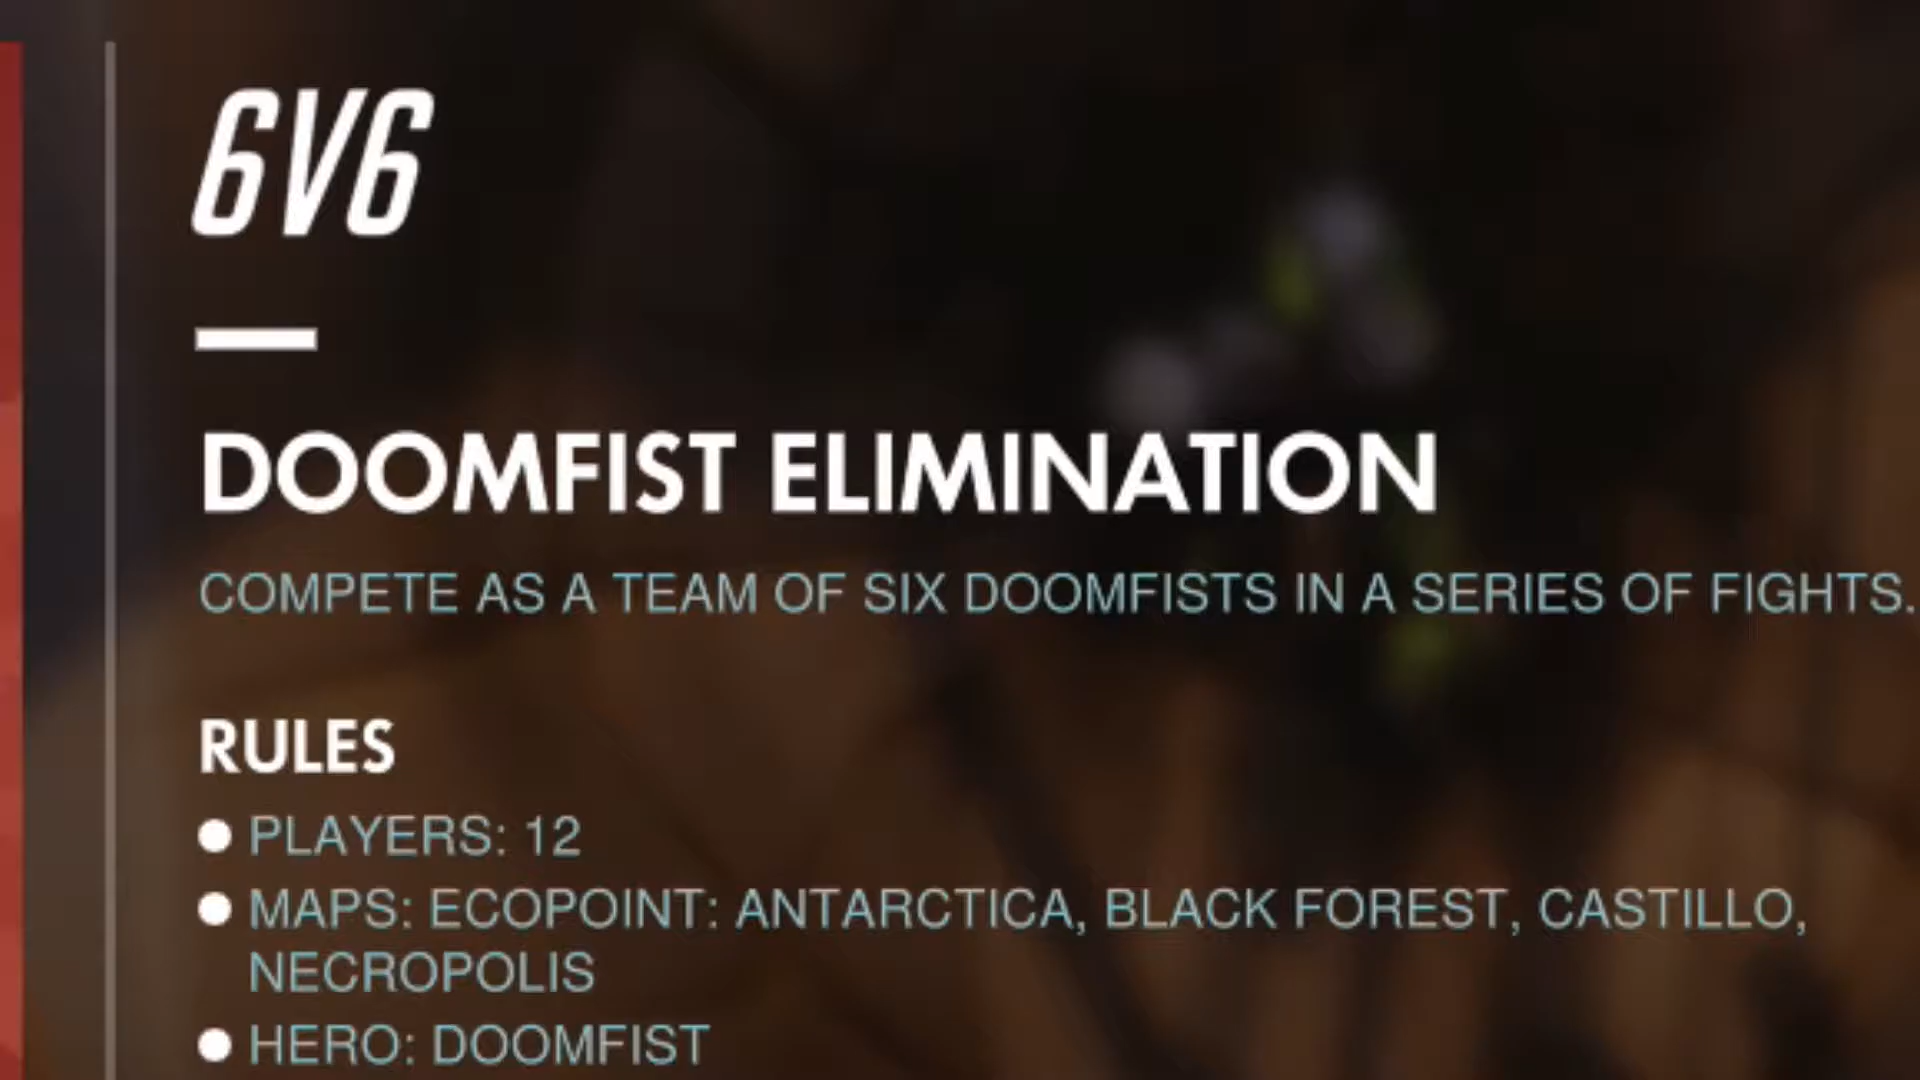 6V6
DOOMFIST ELIMINATION
COMPETE AS A TEAM OF SIX DOOMFISTS IN A SERIES OF FIGHTS.
RULES
PLAYERS: 12
MAPS: ECOPOINT: ANTARCTICA, BLACK FOREST, CASTILLO,
NECROPOLIS
HERO: DOOMFIST